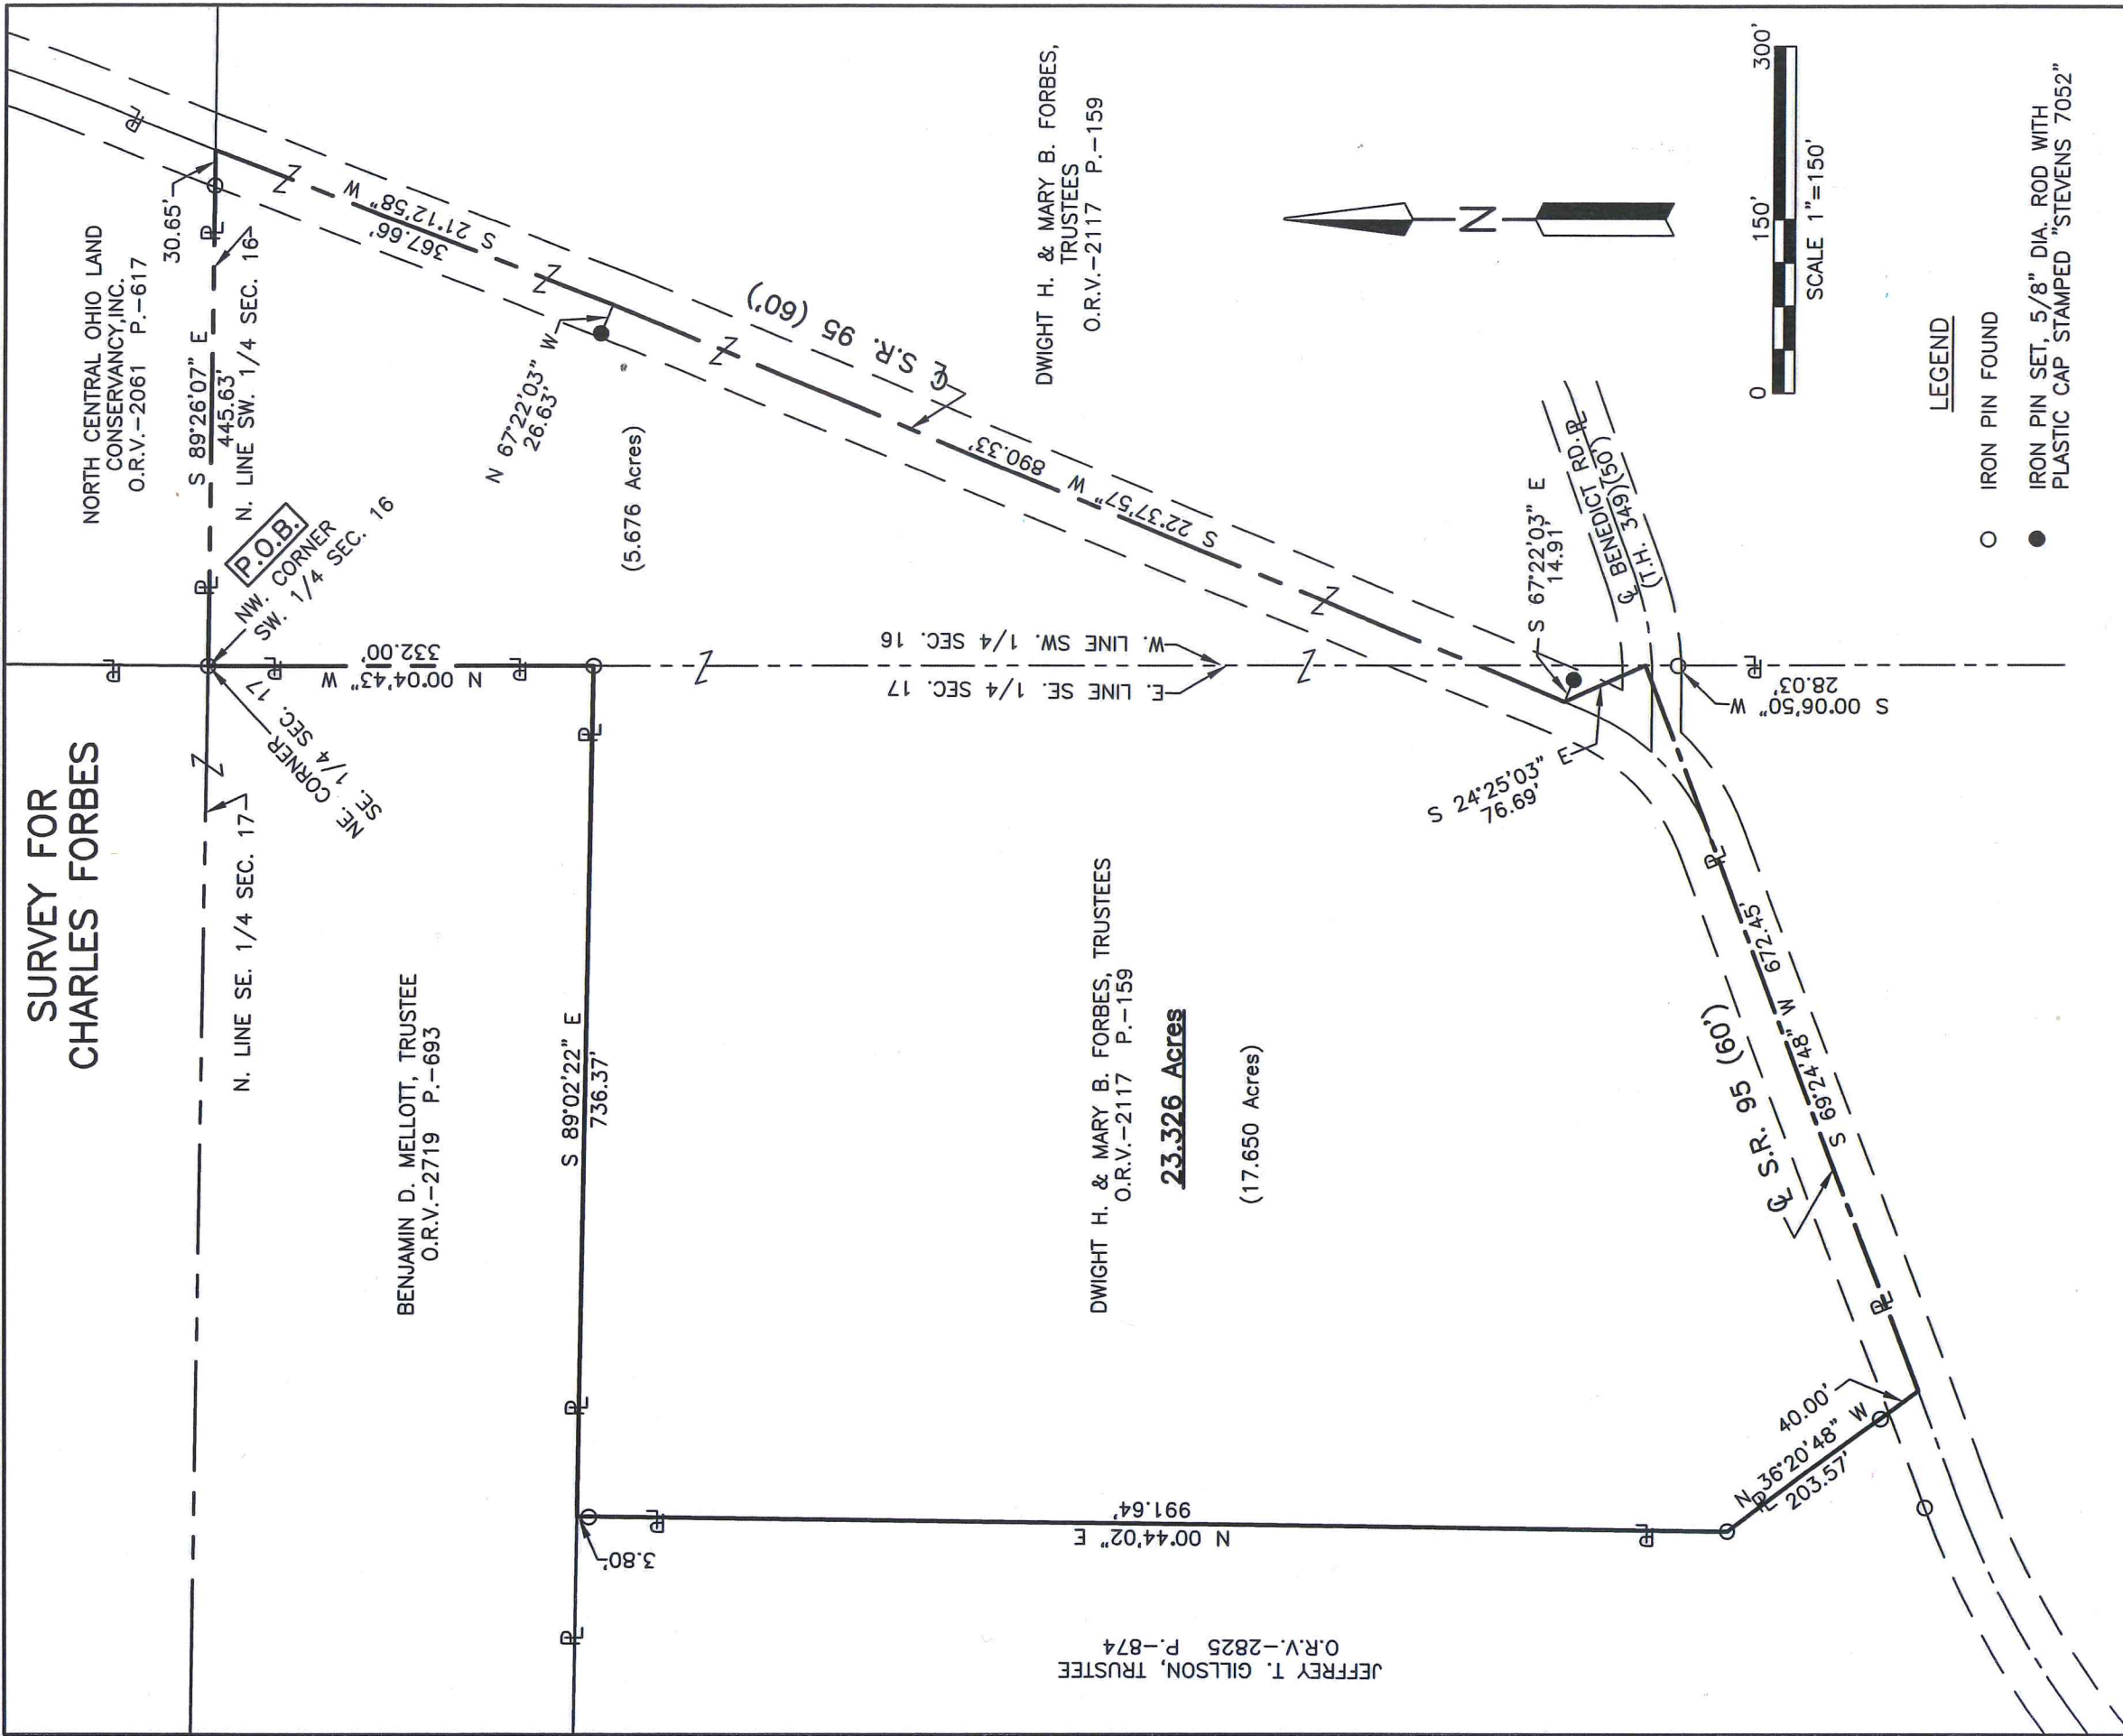 SURVEY FOR
CHARLES FORBES
NORTH CENTRAL OHIO LAND
CONSERVANCY,INC.
O.R.V.-2061 P.-617
30.65'
S 89°26'07" E
445.63'
N. LINE SW. 1/4 SEC. 16
P.O.B.
NW. CORNER
SW. 1/4 SEC. 16
NE. CORNER
SE. 1/4 SEC. 17
N. LINE SE. 1/4 SEC. 17
N 00°04'43" W
332.00'
S 21°12'58" W
367.66'
N 67°22'03" W
26.63'
(5.676 Acres)
℄ S.R. 95 (60')
S 22°37'57" W
890.33'
DWIGHT H. & MARY B. FORBES,
TRUSTEES
O.R.V.-2117 P.-159
BENJAMIN D. MELLOTT, TRUSTEE
O.R.V.-2719 P.-693
S 89°02'22" E
736.37'
E. LINE SE. 1/4 SEC. 17
W. LINE SW. 1/4 SEC. 16
DWIGHT H. & MARY B. FORBES, TRUSTEES
O.R.V.-2117 P.-159
23.326 Acres
(17.650 Acres)
3.80'
N 00°44'02" E
991.64'
JEFFREY T. GILLSON, TRUSTEE
O.R.V.-2825 P.-874
S 67°22'03" E
14.91'
S 24°25'03" E
76.69'
℄ BENEDICT RD.
(T.H. 349)(50')
S 00°06'50" W
28.03'
℄ S.R. 95 (60')
S 69°24'48" W 672.45'
40.00'
N 36°20'48" W
203.57'
N
0 150' 300'
SCALE 1"=150'
LEGEND
IRON PIN FOUND
IRON PIN SET, 5/8" DIA. ROD WITH
PLASTIC CAP STAMPED "STEVENS 7052"